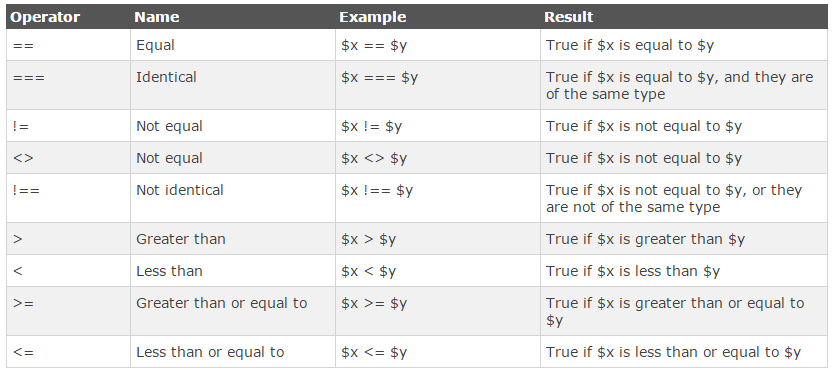 Operator Name Example Result
== Equal $x == $y True if $x is equal to $y
=== Identical $x === $y True if $x is equal to $y, and they are
of the same type
!= Not equal $x != $y True if $x is not equal to $y
<> Not equal $x <> $y True if $x is not equal to $y
!== Not identical $x !== $y True if $x is not equal to $y, or they
are not of the same type
> Greater than $x > $y True if $x is greater than $y
< Less than $x < $y True if $x is less than $y
>= Greater than or equal to $x >= $y True if $x is greater than or equal to
$y
<= Less than or equal to $x <= $y True if $x is less than or equal to $y